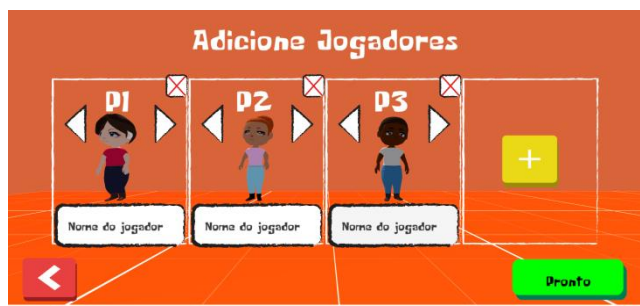 Adicione Jogadores
P1 P2 P3
+
Nome do jogador Nome do jogador Nome do jogador
Pronto